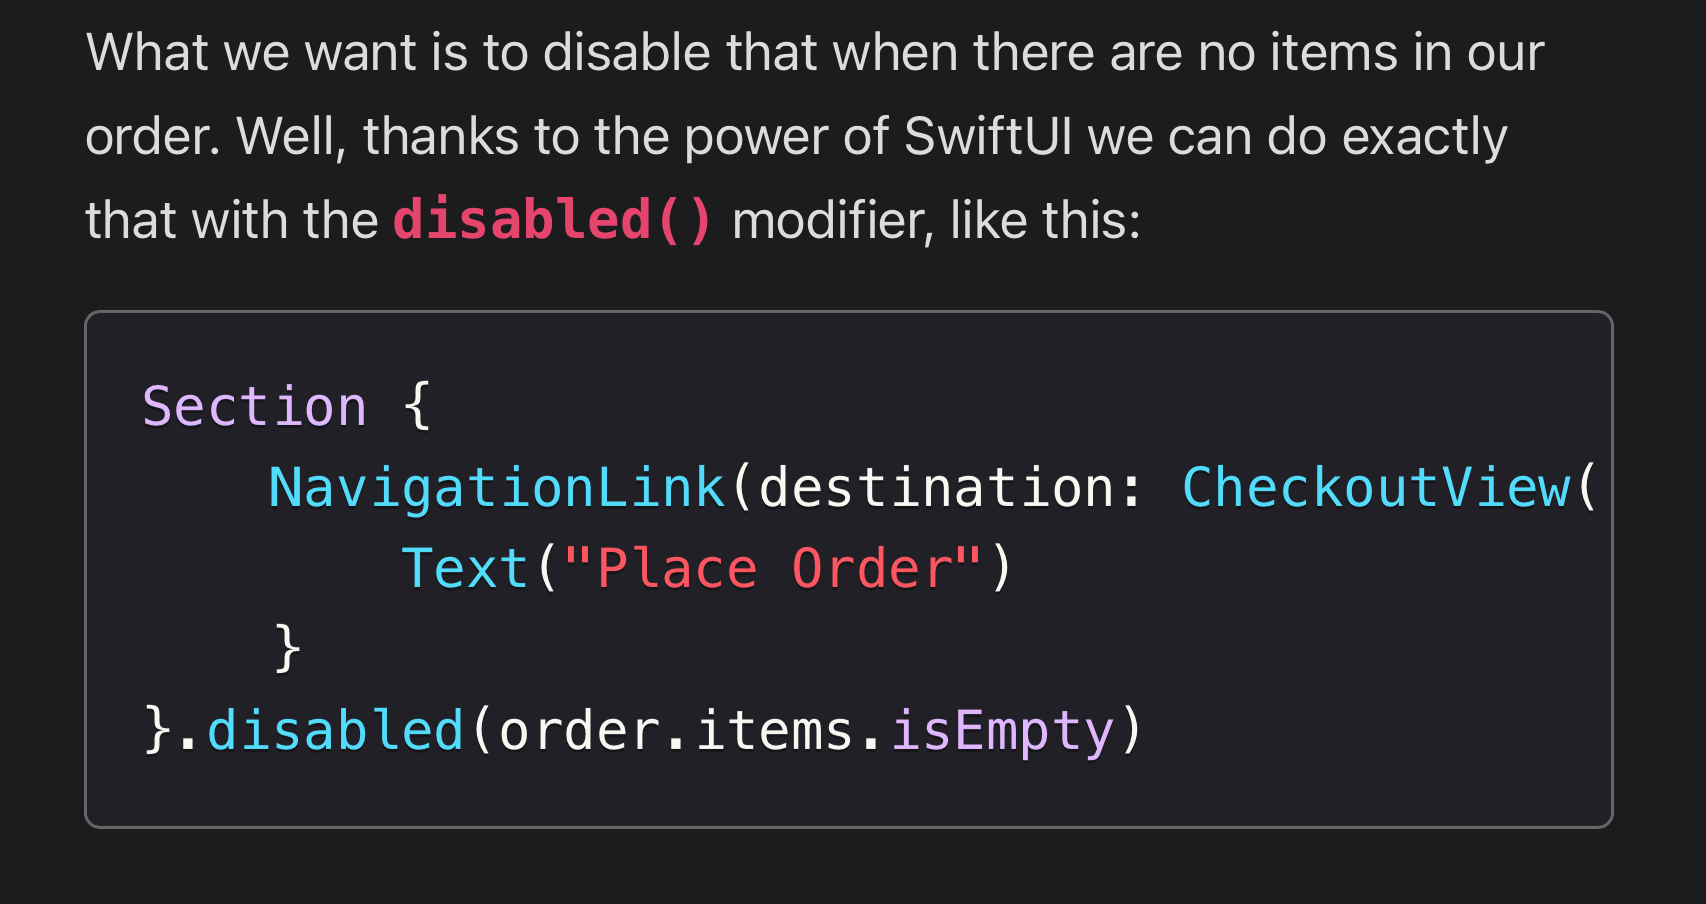 What we want is to disable that when there are no items in our
order. Well, thanks to the power of SwiftUI we can do exactly
that with the disabled() modifier, like this:
Section {
    NavigationLink(destination: CheckoutView(
        Text("Place Order")
    }
}.disabled(order.items.isEmpty)